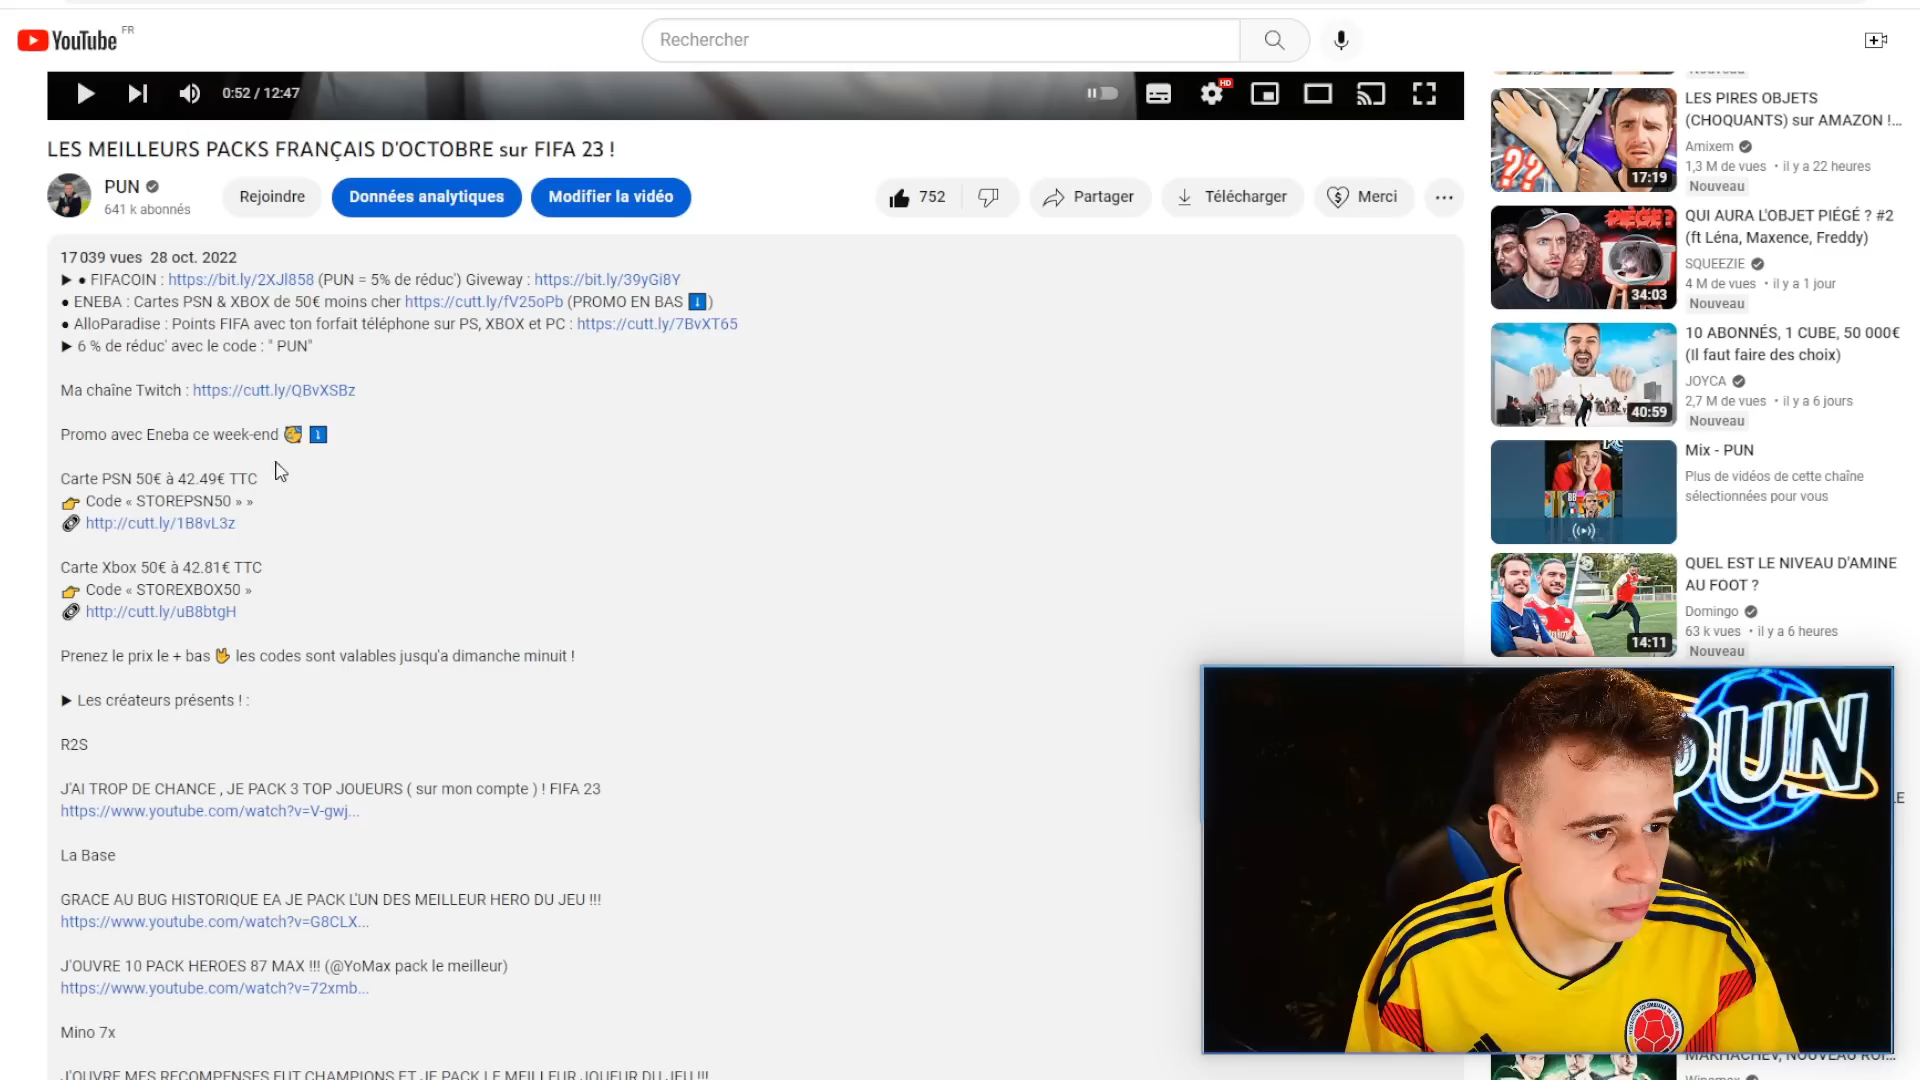 YouTube FR
Rechercher
0:52 / 12:47
HD
LES MEILLEURS PACKS FRANÇAIS D'OCTOBRE sur FIFA 23 !
PUN
641 k abonnés
Rejoindre
Données analytiques
Modifier la vidéo
752
Partager
Télécharger
Merci
17 039 vues 28 oct. 2022
▶ ● FIFACOIN : https://bit.ly/2XJl858 (PUN = 5% de réduc') Giveway : https://bit.ly/39yGi8Y
● ENEBA : Cartes PSN & XBOX de 50€ moins cher https://cutt.ly/fV25oPb (PROMO EN BAS ⬇️)
● AlloParadise : Points FIFA avec ton forfait téléphone sur PS, XBOX et PC : https://cutt.ly/7BvXT65
▶ 6 % de réduc' avec le code : " PUN"
Ma chaîne Twitch : https://cutt.ly/QBvXSBz
Promo avec Eneba ce week-end 🥳 ⤵️
Carte PSN 50€ à 42.49€ TTC
👉 Code « STOREPSN50 » »
🔗 http://cutt.ly/1B8vL3z
Carte Xbox 50€ à 42.81€ TTC
👉 Code « STOREXBOX50 »
🔗 http://cutt.ly/uB8btgH
Prenez le prix le + bas 🤟 les codes sont valables jusqu'a dimanche minuit !
▶ Les créateurs présents ! :
R2S
J'AI TROP DE CHANCE , JE PACK 3 TOP JOUEURS ( sur mon compte ) ! FIFA 23
https://www.youtube.com/watch?v=V-gwj...
La Base
GRACE AU BUG HISTORIQUE EA JE PACK L'UN DES MEILLEUR HERO DU JEU !!!
https://www.youtube.com/watch?v=G8CLX...
J'OUVRE 10 PACK HEROES 87 MAX !!! (@YoMax pack le meilleur)
https://www.youtube.com/watch?v=72xmb...
Mino 7x
J'OUVRE MES RECOMPENSES FUT CHAMPIONS ET JE PACK LE MEILLEUR JOUEUR DU JEU !!!
Nouveau
LES PIRES OBJETS
(CHOQUANTS) sur AMAZON !...
Amixem
1,3 M de vues • il y a 22 heures
Nouveau
??
17:19
QUI AURA L'OBJET PIÉGÉ ? #2
(ft Léna, Maxence, Freddy)
SQUEEZIE
4 M de vues • il y a 1 jour
Nouveau
PIÉGÉ ?
34:03
10 ABONNÉS, 1 CUBE, 50 000€
(Il faut faire des choix)
JOYCA
2,7 M de vues • il y a 6 jours
Nouveau
40:59
Mix - PUN
Plus de vidéos de cette chaîne
sélectionnées pour vous
QUEL EST LE NIVEAU D'AMINE
AU FOOT ?
Domingo
63 k vues • il y a 6 heures
Nouveau
14:11
PUN
MAKHACHEV, NOUVEAU ROI...
Winamax